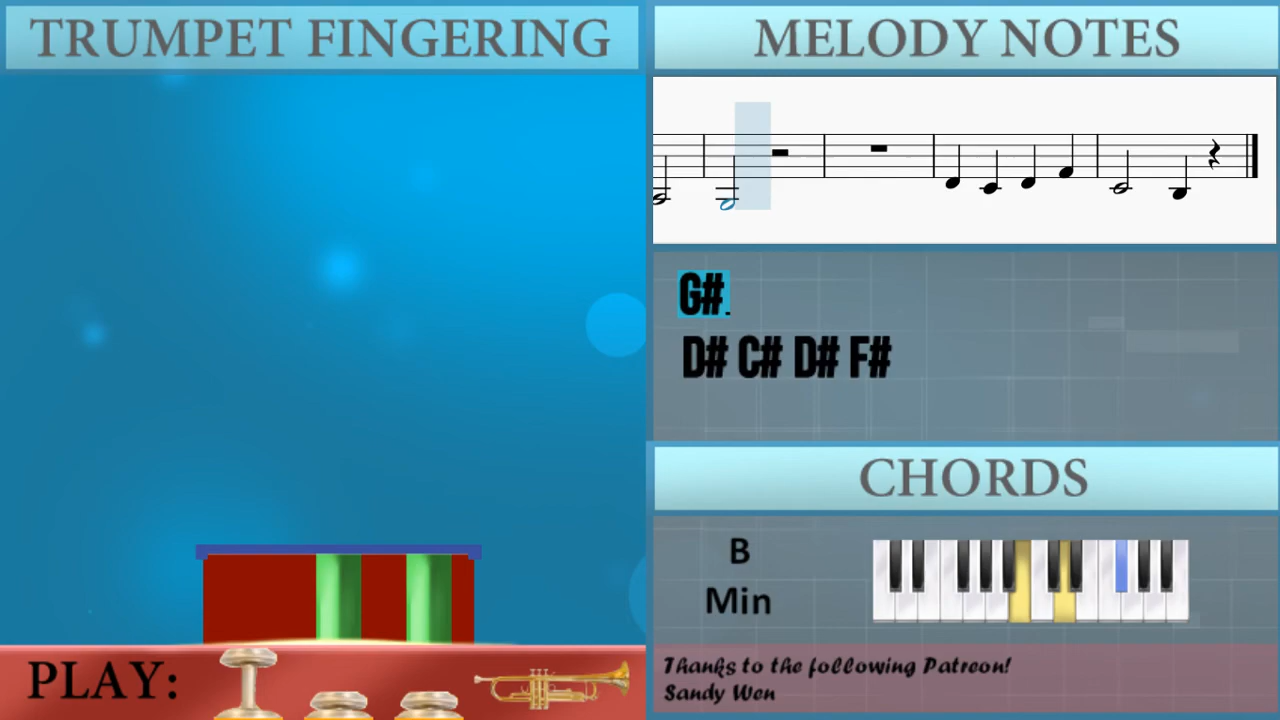 TRUMPET FINGERING
MELODY NOTES
G#.
D# C# D# F#
CHORDS
B
Min
PLAY:
Thanks to the following Patreon!
Sandy Wen